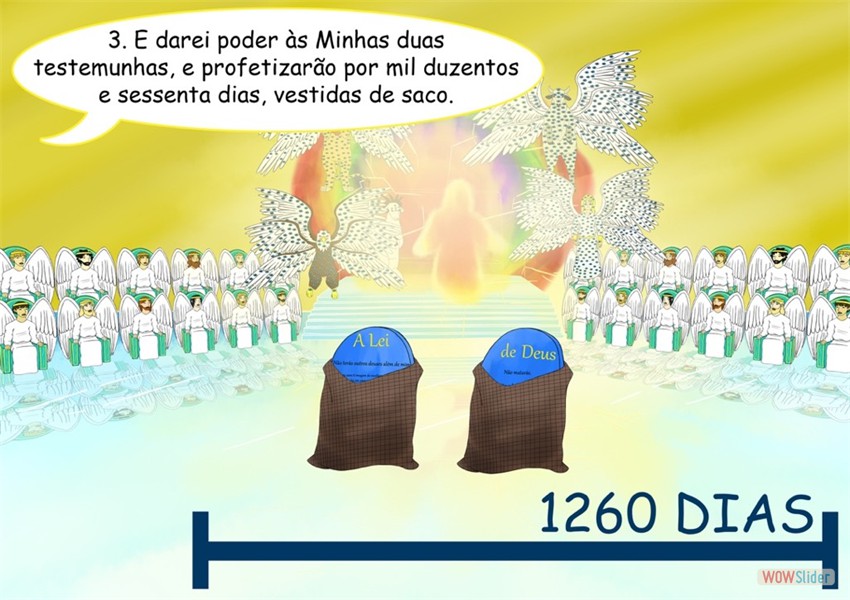 3. E darei poder às Minhas duas
testemunhas, e profetizarão por mil duzentos
e sessenta dias, vestidas de saco.
A Lei
de Deus
Não matarás
1260 DIAS
WOWSlider